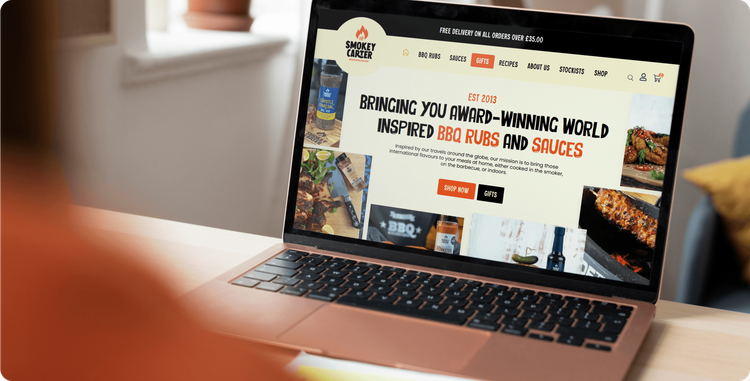 FREE DELIVERY ON ALL ORDERS OVER £35.00
SMOKEY
CARTER
BBQ RUBS SAUCES GIFTS RECIPES ABOUT US STOCKISTS SHOP
EST 2013
BRINGING YOU AWARD-WINNING WORLD
INSPIRED BBQ RUBS AND SAUCES
Inspired by our travels around the globe, our mission is to bring those
international flavours to your meals at home, either cooked in the smoker,
on the barbecue, or indoors.
SHOP NOW GIFTS
BBQ